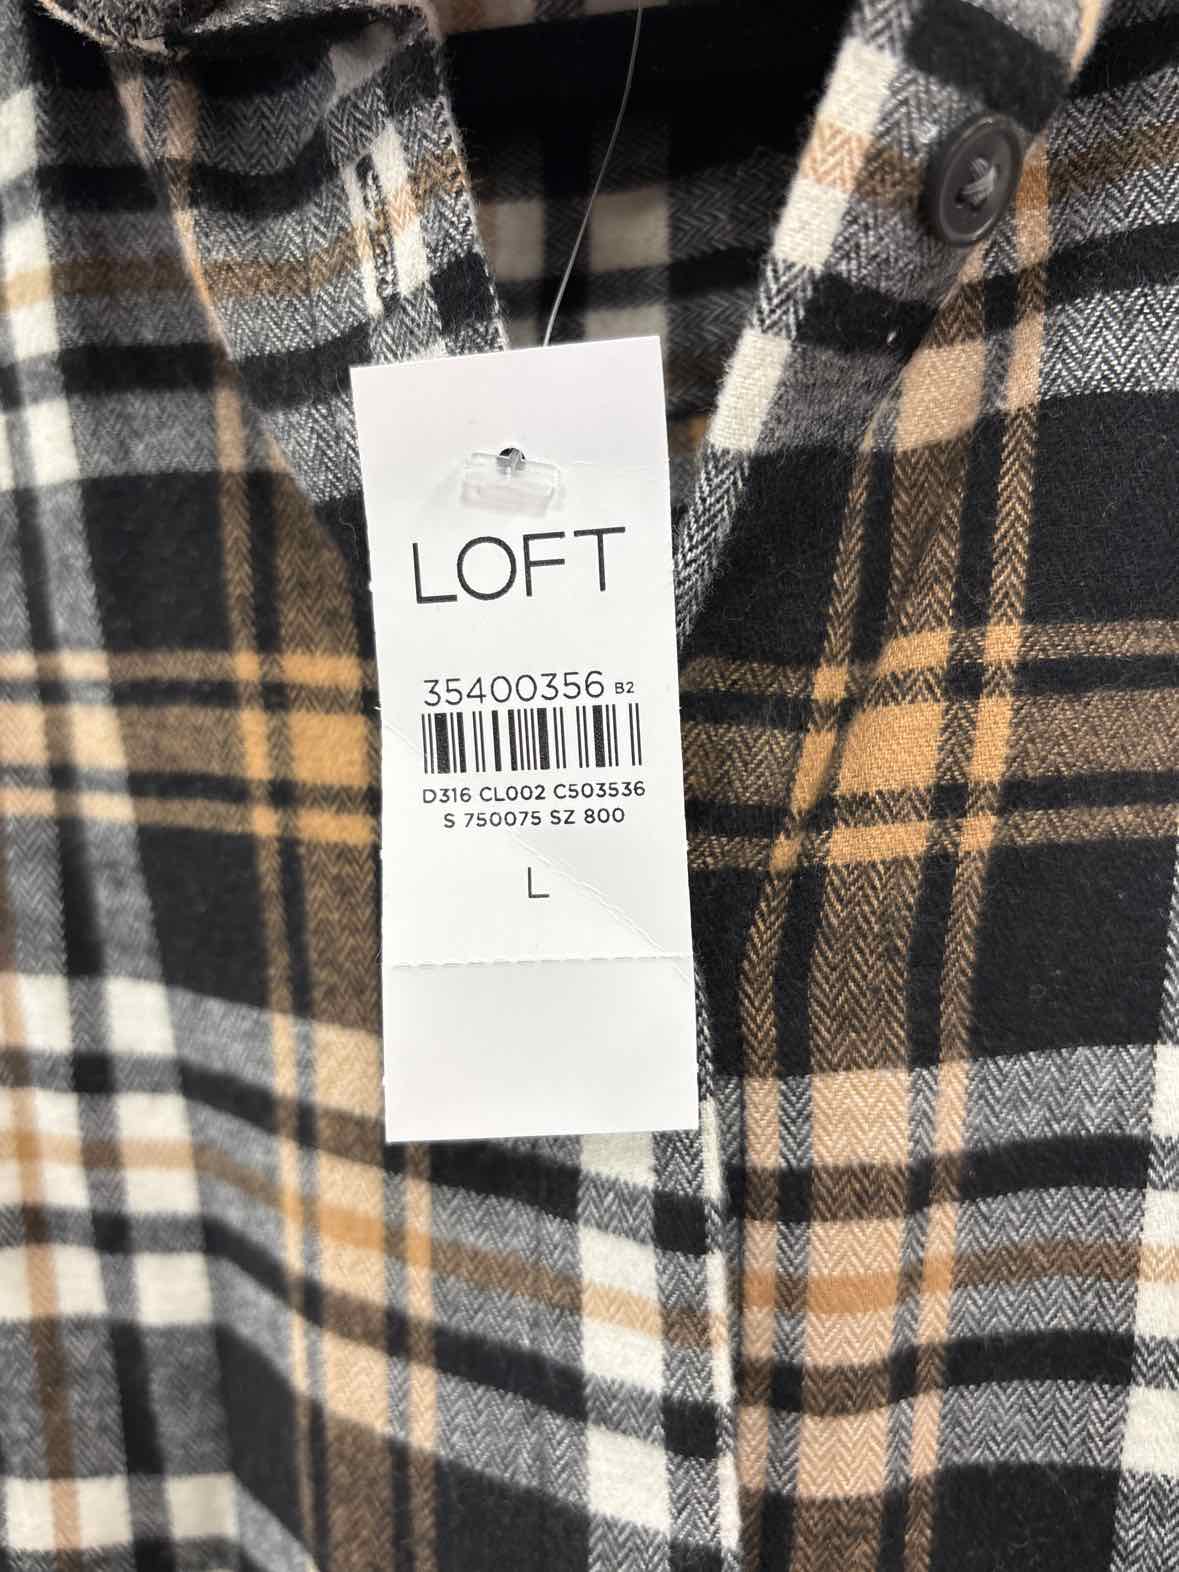 LOFT
35400356 B2
D316 CL002 C503536
S 750075 SZ 800
L